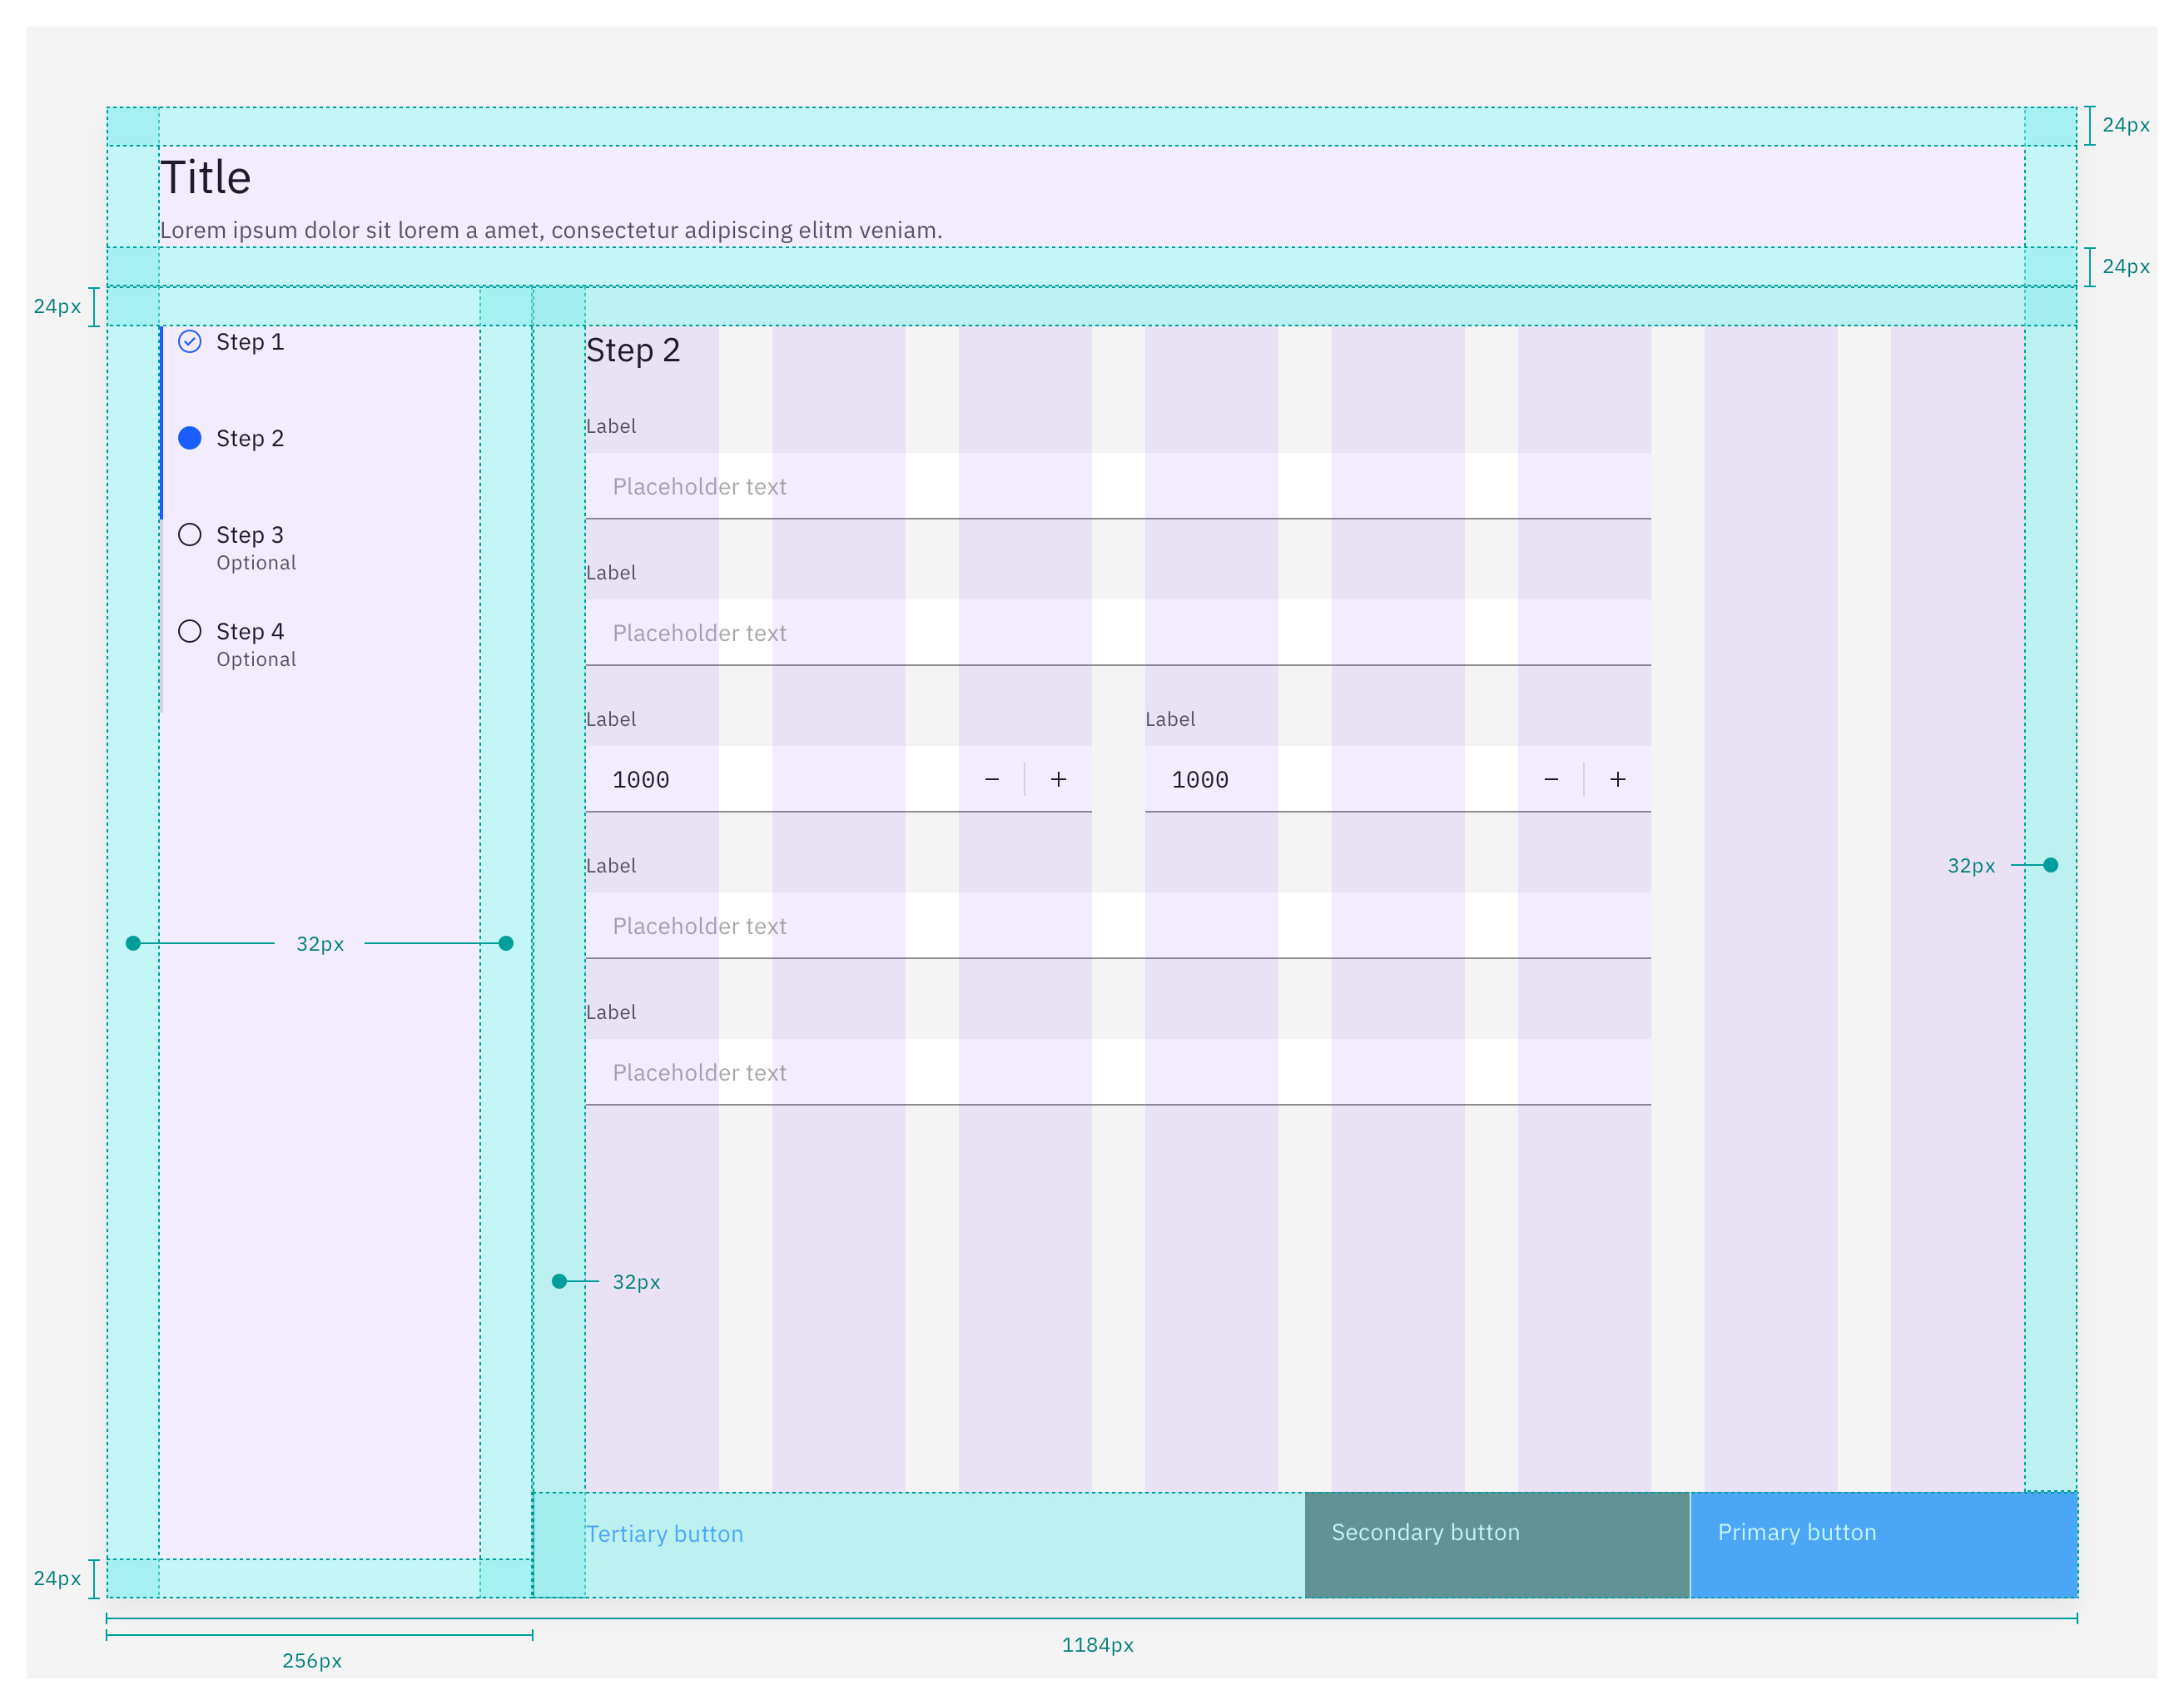 24px
Title
Lorem ipsum dolor sit lorem a amet, consectetur adipiscing elitm veniam.
24px
24px
Step 1
Step 2
Step 3
Optional
Step 4
Optional
32px
24px
Step 2
Label
Placeholder text
Label
Placeholder text
Label
Label
1000
1000
Label
Placeholder text
32px
Label
Placeholder text
32px
Tertiary button
Secondary button
Primary button
1184px
256px